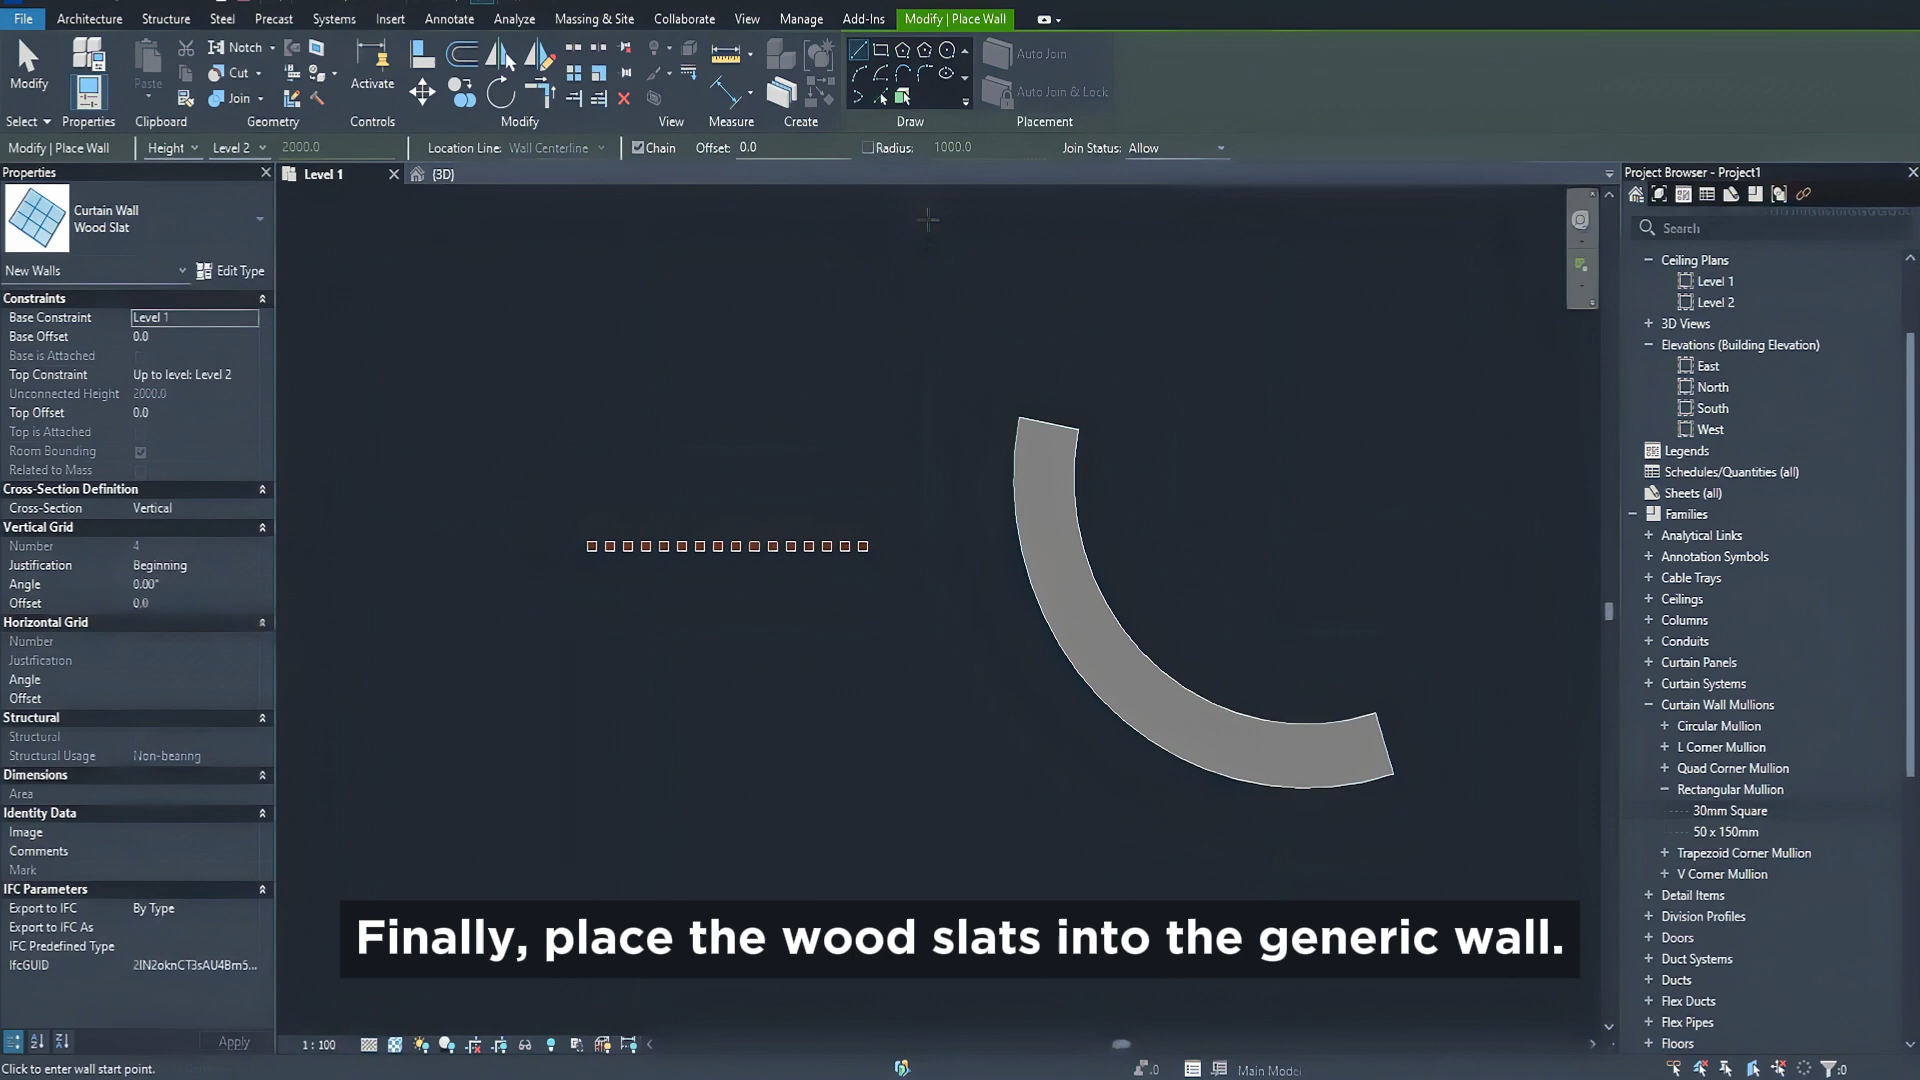 File Architecture Structure Steel Precast Systems Insert Annotate Analyze Massing & Site Collaborate View Manage Add-Ins Modify | Place Wall
Modify
Select
Properties
Paste
Clipboard
Notch
Cut
Join
Geometry
Activate
Controls
Modify
View
Measure
Create
Draw
Auto Join
Auto Join & Lock
Placement
Modify | Place Wall Height Level 2 2000.0 Location Line: Wall Centerline Chain Offset: 0.0 Radius: 1000.0 Join Status: Allow
Properties
Curtain Wall
Wood Slat
New Walls Edit Type
Constraints
Base Constraint Level 1
Base Offset 0.0
Base is Attached
Top Constraint Up to level: Level 2
Unconnected Height 2000.0
Top Offset 0.0
Top is Attached
Room Bounding
Related to Mass
Cross-Section Definition
Cross-Section Vertical
Vertical Grid
Number 4
Justification Beginning
Angle 0.00°
Offset 0.0
Horizontal Grid
Number
Justification
Angle
Offset
Structural
Structural
Structural Usage Non-bearing
Dimensions
Area
Identity Data
Image
Comments
Mark
IFC Parameters
Export to IFC By Type
Export to IFC As
IFC Predefined Type
IfcGUID 2IN2oknCT3sAU4Bm5...
Apply
Click to enter wall start point.
Level 1
{3D}
Finally, place the wood slats into the generic wall.
1 : 100
:0
Main Model
:0
Project Browser - Project1
Search
Ceiling Plans
Level 1
Level 2
3D Views
Elevations (Building Elevation)
East
North
South
West
Legends
Schedules/Quantities (all)
Sheets (all)
Families
Analytical Links
Annotation Symbols
Cable Trays
Ceilings
Columns
Conduits
Curtain Panels
Curtain Systems
Curtain Wall Mullions
Circular Mullion
L Corner Mullion
Quad Corner Mullion
Rectangular Mullion
30mm Square
50 x 150mm
Trapezoid Corner Mullion
V Corner Mullion
Detail Items
Division Profiles
Doors
Duct Systems
Ducts
Flex Ducts
Flex Pipes
Floors